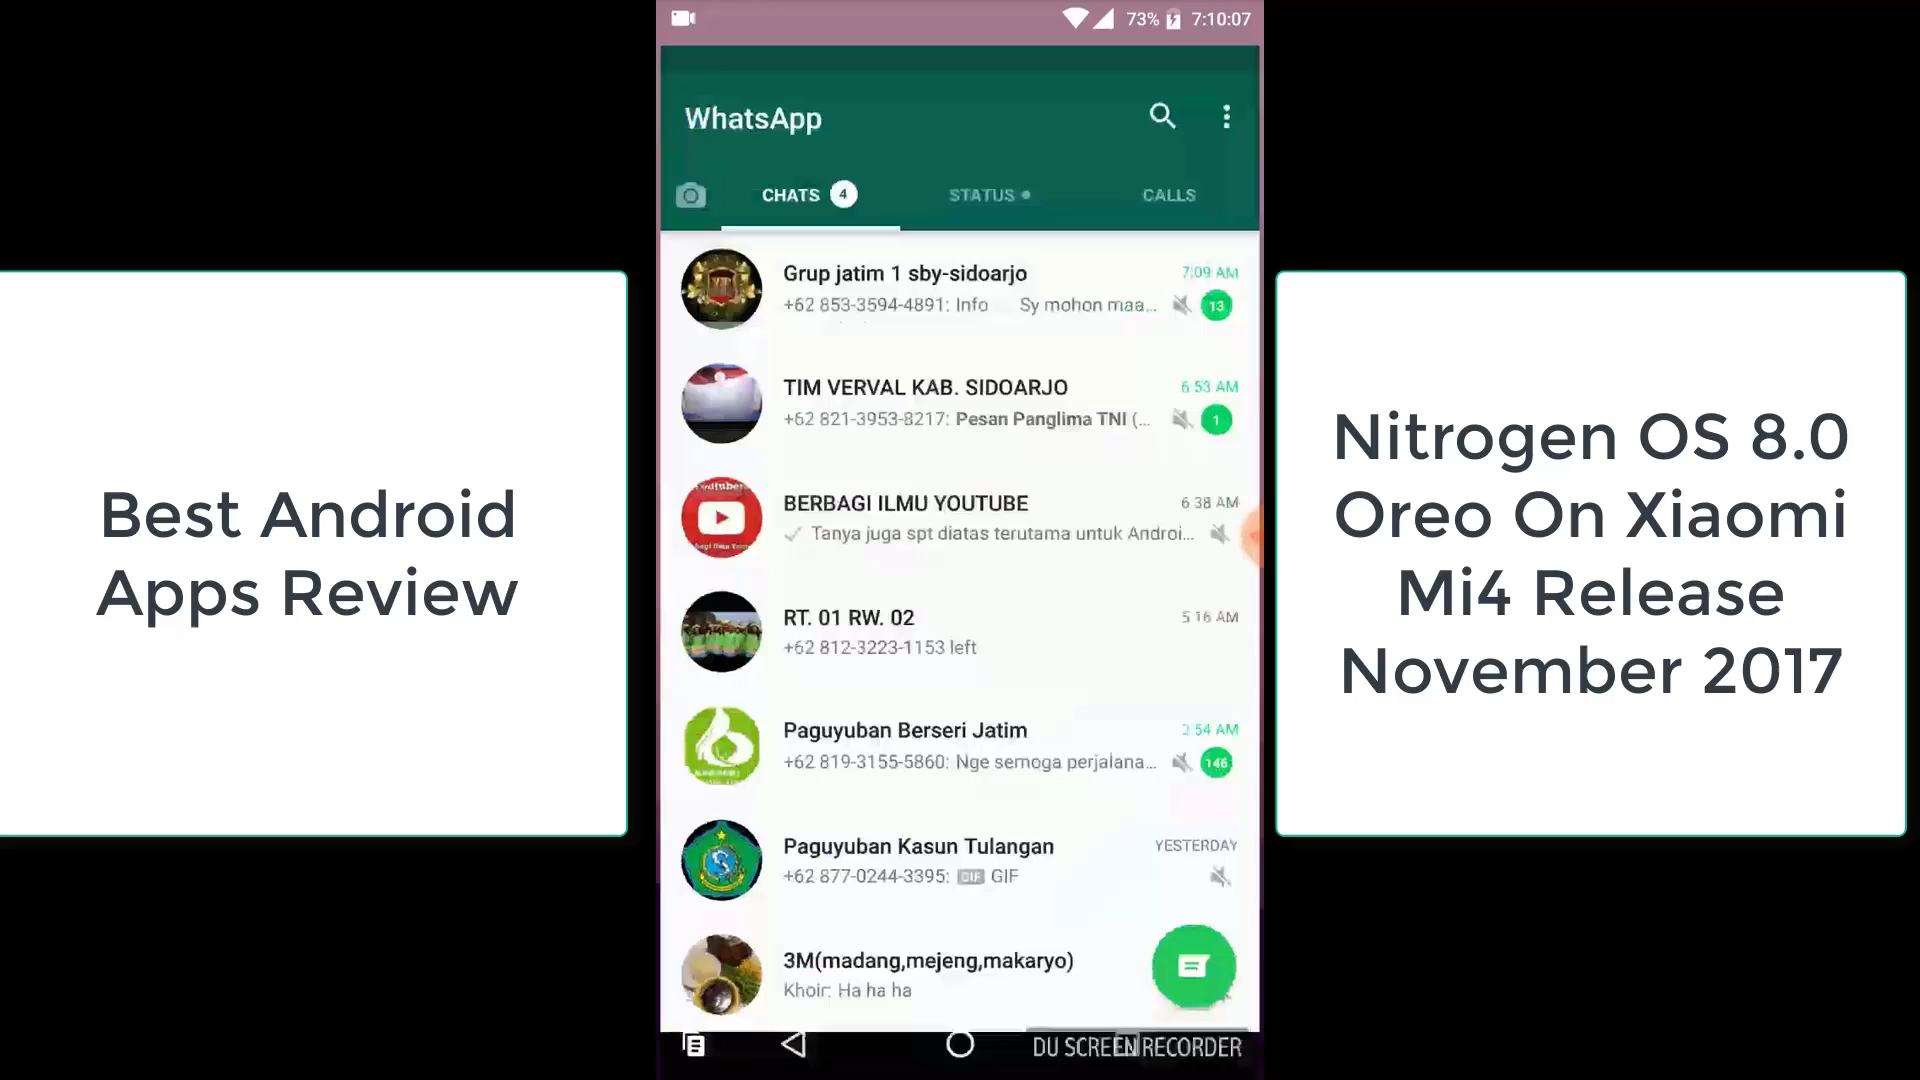 73% 7:10:07
WhatsApp
CHATS 4 STATUS CALLS
Grup jatim 1 sby-sidoarjo 7:09 AM
+62 853-3594-4891: Info Sy mohon maa... 13
TIM VERVAL KAB. SIDOARJO 6 53 AM
+62 821-3953-8217: Pesan Panglima TNI (... 1
BERBAGI ILMU YOUTUBE 6 38 AM
Tanya juga spt diatas terutama untuk Androi...
RT. 01 RW. 02 5 16 AM
+62 812-3223-1153 left
Paguyuban Berseri Jatim 54 AM
+62 819-3155-5860: Nge semoga perjalana... 146
Paguyuban Kasun Tulangan YESTERDAY
+62 877-0244-3395: GIF GIF
3M(madang,mejeng,makaryo)
Khoir: Ha ha ha
DU SCREEN RECORDER
Best Android
Apps Review
Nitrogen OS 8.0
Oreo On Xiaomi
Mi4 Release
November 2017